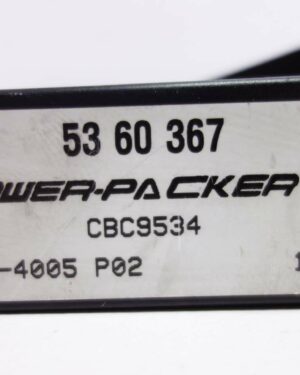 53 60 367
OWER-PACKER
CBC9534
-4005 P02